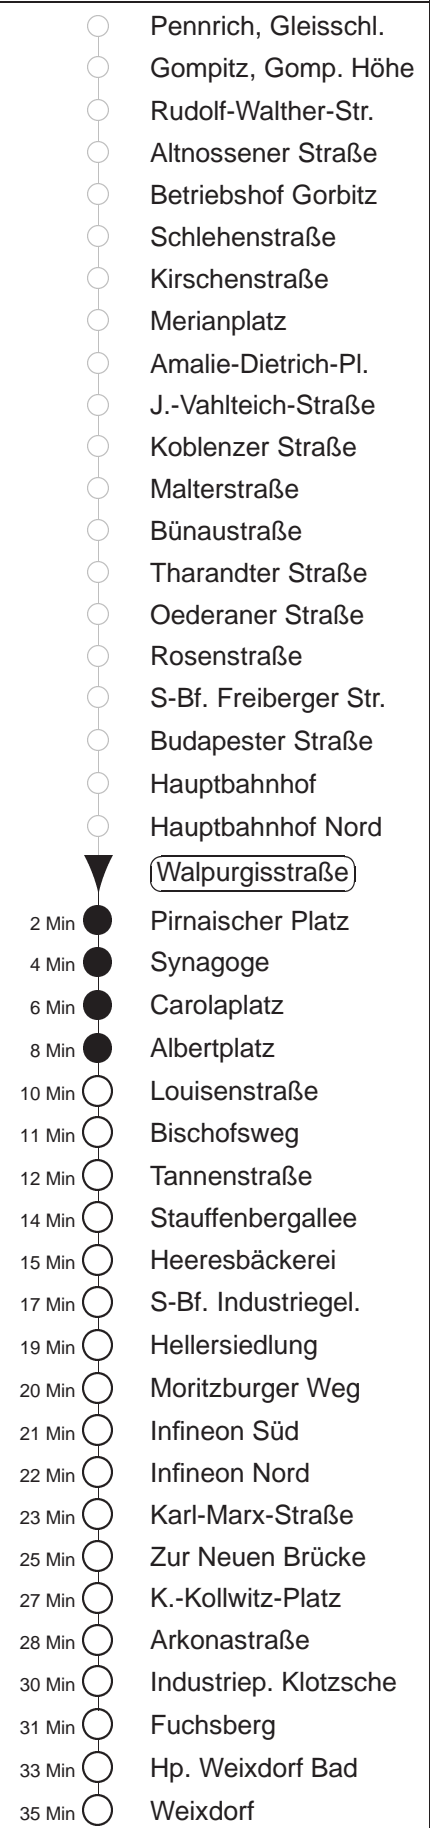 Pennrich, Gleisschl.
Gompitz, Gomp. Höhe
Rudolf-Walther-Str.
Altnossener Straße
Betriebshof Gorbitz
Schlehenstraße
Kirschenstraße
Merianplatz
Amalie-Dietrich-Pl.
J.-Vahlteich-Straße
Koblenzer Straße
Malterstraße
Bünaustraße
Tharandter Straße
Oederaner Straße
Rosenstraße
S-Bf. Freiberger Str.
Budapester Straße
Hauptbahnhof
Hauptbahnhof Nord
Walpurgisstraße
2 Min Pirnaischer Platz
4 Min Synagoge
6 Min Carolaplatz
8 Min Albertplatz
10 Min Louisenstraße
11 Min Bischofsweg
12 Min Tannenstraße
14 Min Stauffenbergallee
15 Min Heeresbäckerei
17 Min S-Bf. Industriegel.
19 Min Hellersiedlung
20 Min Moritzburger Weg
21 Min Infineon Süd
22 Min Infineon Nord
23 Min Karl-Marx-Straße
25 Min Zur Neuen Brücke
27 Min K.-Kollwitz-Platz
28 Min Arkonastraße
30 Min Industriep. Klotzsche
31 Min Fuchsberg
33 Min Hp. Weixdorf Bad
35 Min Weixdorf